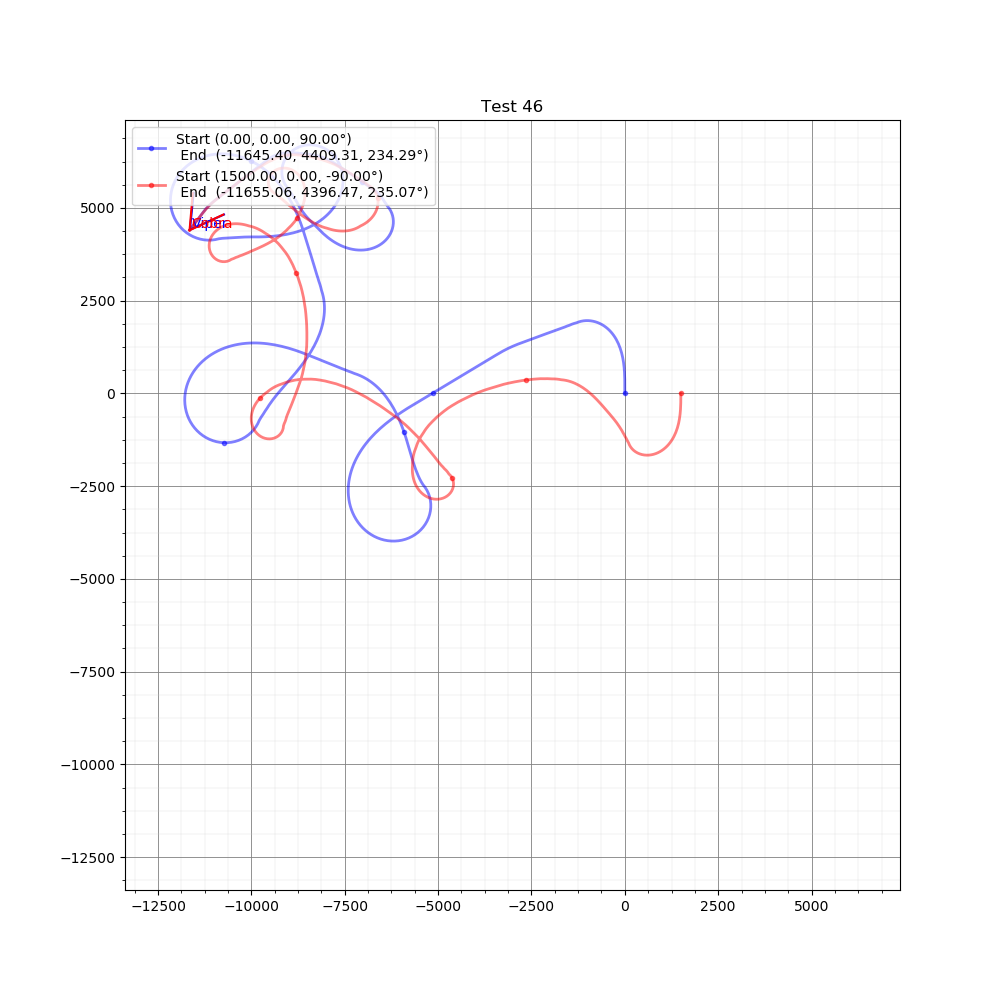 Test 46
Start (0.00, 0.00, 90.00°)
End (-11645.40, 4409.31, 234.29°)
Start (1500.00, 0.00, -90.00°)
End (-11655.06, 4396.47, 235.07°)
Viper
5000
2500
0
−2500
−5000
−7500
−10000
−12500
−12500 −10000 −7500 −5000 −2500 0 2500 5000